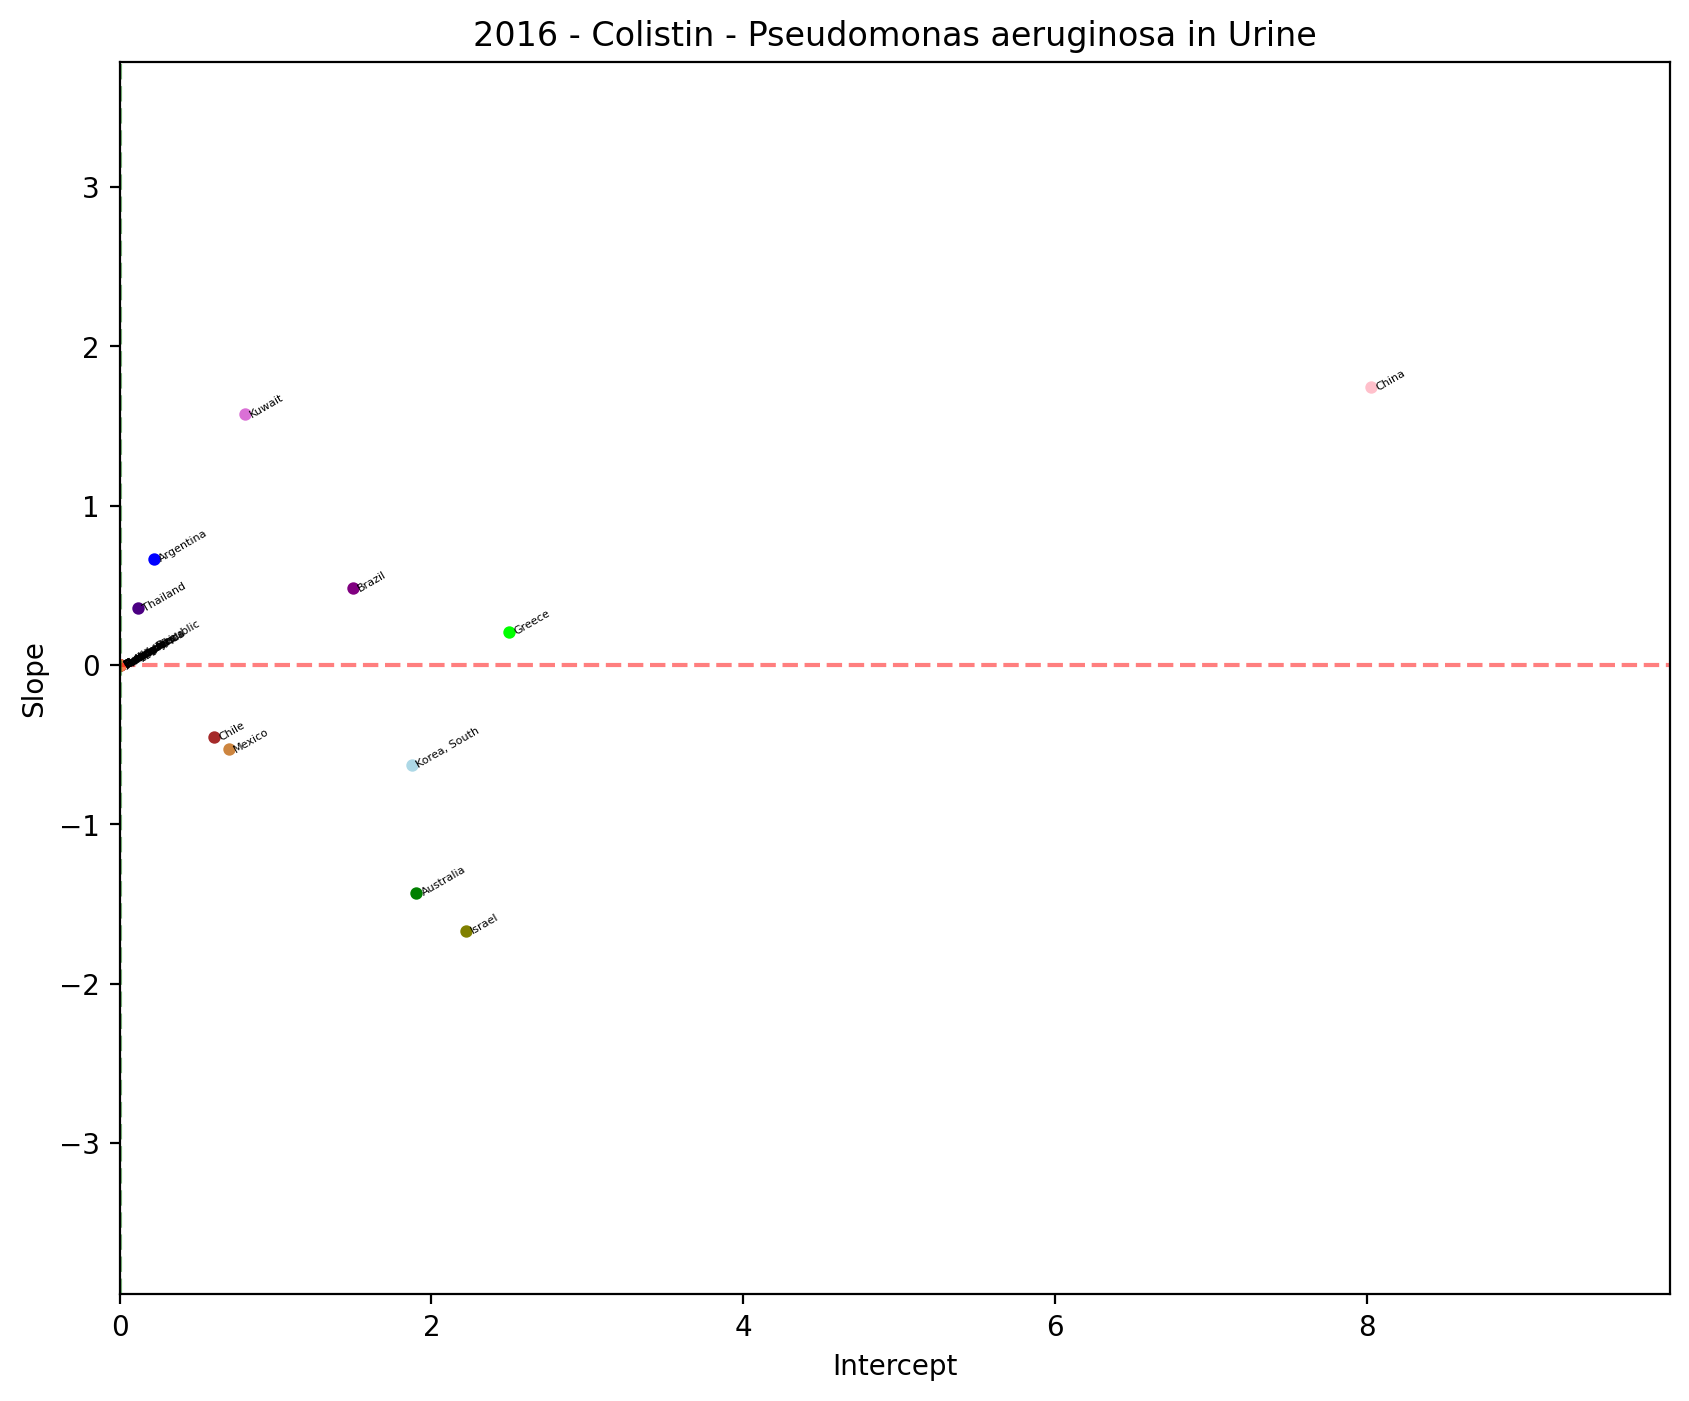 2016 - Colistin - Pseudomonas aeruginosa in Urine
3
2
1
0
−1
−2
−3
Slope
China
Kuwait
Argentina
Brazil
Thailand
Greece
Chile
Mexico
Korea, South
Australia
Israel
0
2
4
6
8
Intercept